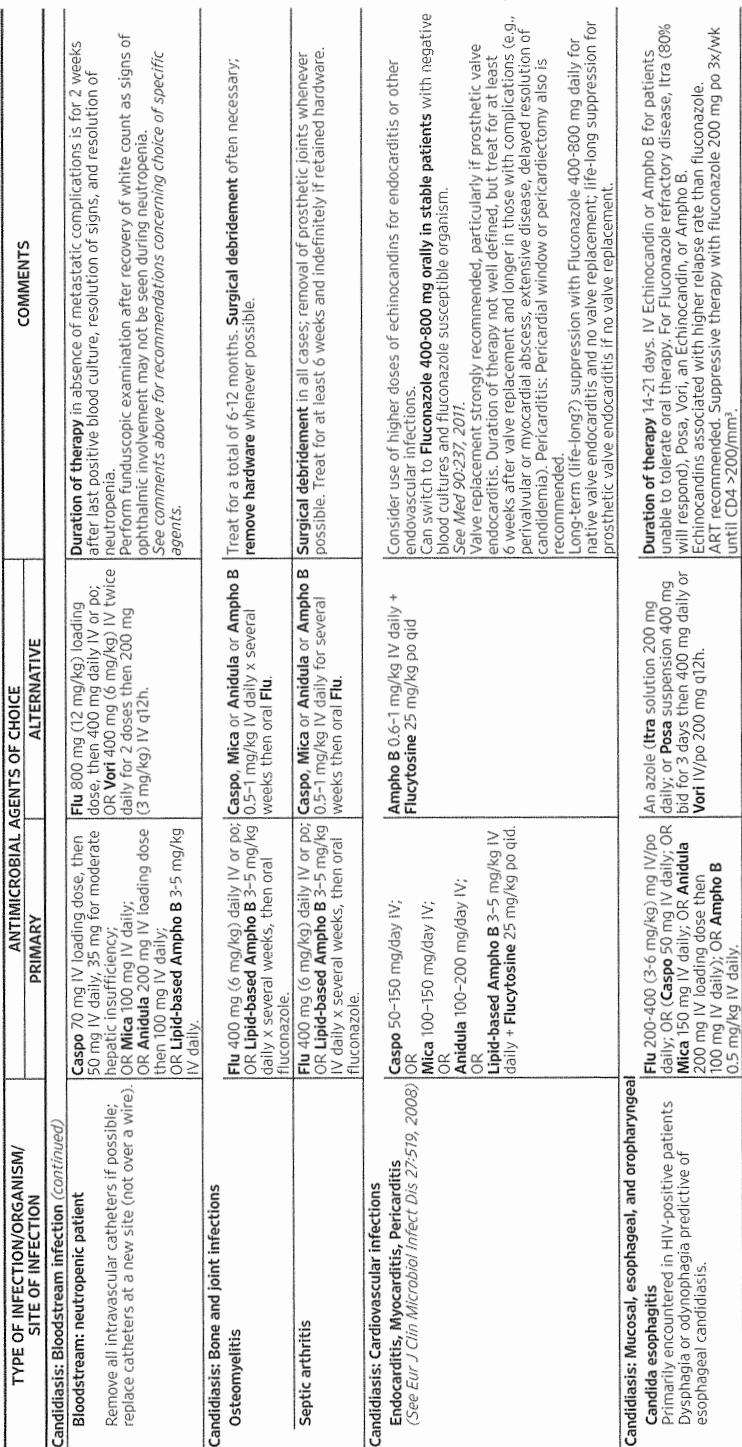 TYPE OF INFECTION/ORGANISM/
SITE OF INFECTION
ANTIMICROBIAL AGENTS OF CHOICE
PRIMARY
ALTERNATIVE
COMMENTS
Candidiasis: Bloodstream infection (continued)
Bloodstream: neutropenic patient
Remove all intravascular catheters if possible;
replace catheters at a new site (not over a wire).
Caspo 70 mg IV loading dose, then
50 mg IV daily, 35 mg for moderate
hepatic insufficiency;
OR Mica 100 mg IV daily;
OR Anidula 200 mg IV loading dose
then 100 mg IV daily;
OR Lipid-based Ampho B 3-5 mg/kg
IV daily.
Flu 800 mg (12 mg/kg) loading
dose, then 400 mg daily IV or po;
OR Vori 400 mg (6 mg/kg) IV twice
daily for 2 doses then 200 mg
(3 mg/kg) IV q12h.
Duration of therapy in absence of metastatic complications is for 2 weeks
after last positive blood culture, resolution of signs, and resolution of
neutropenia.
Perform funduscopic examination after recovery of white count as signs of
ophthalmic involvement may not be seen during neutropenia.
See comments above for recommendations concerning choice of specific
agents.
Candidiasis: Bone and joint infections
Osteomyelitis
Flu 400 mg (6 mg/kg) daily IV or po;
OR Lipid-based Ampho B 3–5 mg/kg
daily x several weeks, then oral
fluconazole.
Caspo, Mica or Anidula or Ampho B
0.5–1 mg/kg IV daily x several
weeks then oral Flu.
Treat for a total of 6-12 months. Surgical debridement often necessary;
remove hardware whenever possible.
Septic arthritis
Flu 400 mg (6 mg/kg) daily IV or po;
OR Lipid-based Ampho B 3–5 mg/kg
IV daily x several weeks, then oral
fluconazole.
Caspo, Mica or Anidula or Ampho B
0.5–1 mg/kg IV daily for several
weeks then oral Flu.
Surgical debridement in all cases; removal of prosthetic joints whenever
possible. Treat for at least 6 weeks and indefinitely if retained hardware.
Candidiasis: Cardiovascular infections
Endocarditis, Myocarditis, Pericarditis
(See Eur J Clin Microbiol Infect Dis 27:519, 2008)
Caspo 50–150 mg/day IV;
OR
Mica 100–150 mg/day IV;
OR
Anidula 100–200 mg/day IV;
OR
Lipid-based Ampho B 3–5 mg/kg IV
daily + Flucytosine 25 mg/kg po qid.
Ampho B 0.6–1 mg/kg IV daily +
Flucytosine 25 mg/kg po qid
Consider use of higher doses of echinocandins for endocarditis or other
endovascular infections.
Can switch to Fluconazole 400-800 mg orally in stable patients with negative
blood cultures and fluconazole susceptible organism.
See Med 90:237, 2011.
Valve replacement strongly recommended, particularly if prosthetic valve
endocarditis. Duration of therapy not well defined, but treat for at least
6 weeks after valve replacement and longer in those with complications (e.g.,
perivalvular or myocardial abscess, extensive disease, delayed resolution of
candidemia). Pericarditis: Pericardial window or pericardiectomy also is
recommended.
Long-term (life-long?) suppression with Fluconazole 400-800 mg daily for
native valve endocarditis and no valve replacement; life-long suppression for
prosthetic valve endocarditis if no valve replacement.
Candidiasis: Mucosal, esophageal, and oropharyngeal
Candida esophagitis
Primarily encountered in HIV-positive patients
Dysphagia or odynophagia predictive of
esophageal candidiasis.
Flu 200-400 (3-6 mg/kg) mg IV/po
daily; OR (Caspo 50 mg IV daily; OR
Mica 150 mg IV daily; OR Anidula
200 mg IV loading dose then
100 mg IV daily); OR Ampho B
0.5 mg/kg IV daily.
An azole (Itra solution 200 mg
daily; or Posa suspension 400 mg
bid for 3 days then 400 mg daily or
Vori IV/po 200 mg q12h.
Duration of therapy 14-21 days. IV Echinocandin or Ampho B for patients
unable to tolerate oral therapy. For Fluconazole refractory disease, Itra (80%
will respond), Posa, Vori, an Echinocandin, or Ampho B.
Echinocandins associated with higher relapse rate than fluconazole.
ART recommended. Suppressive therapy with fluconazole 200 mg po 3x/wk
until CD4 >200/mm³.